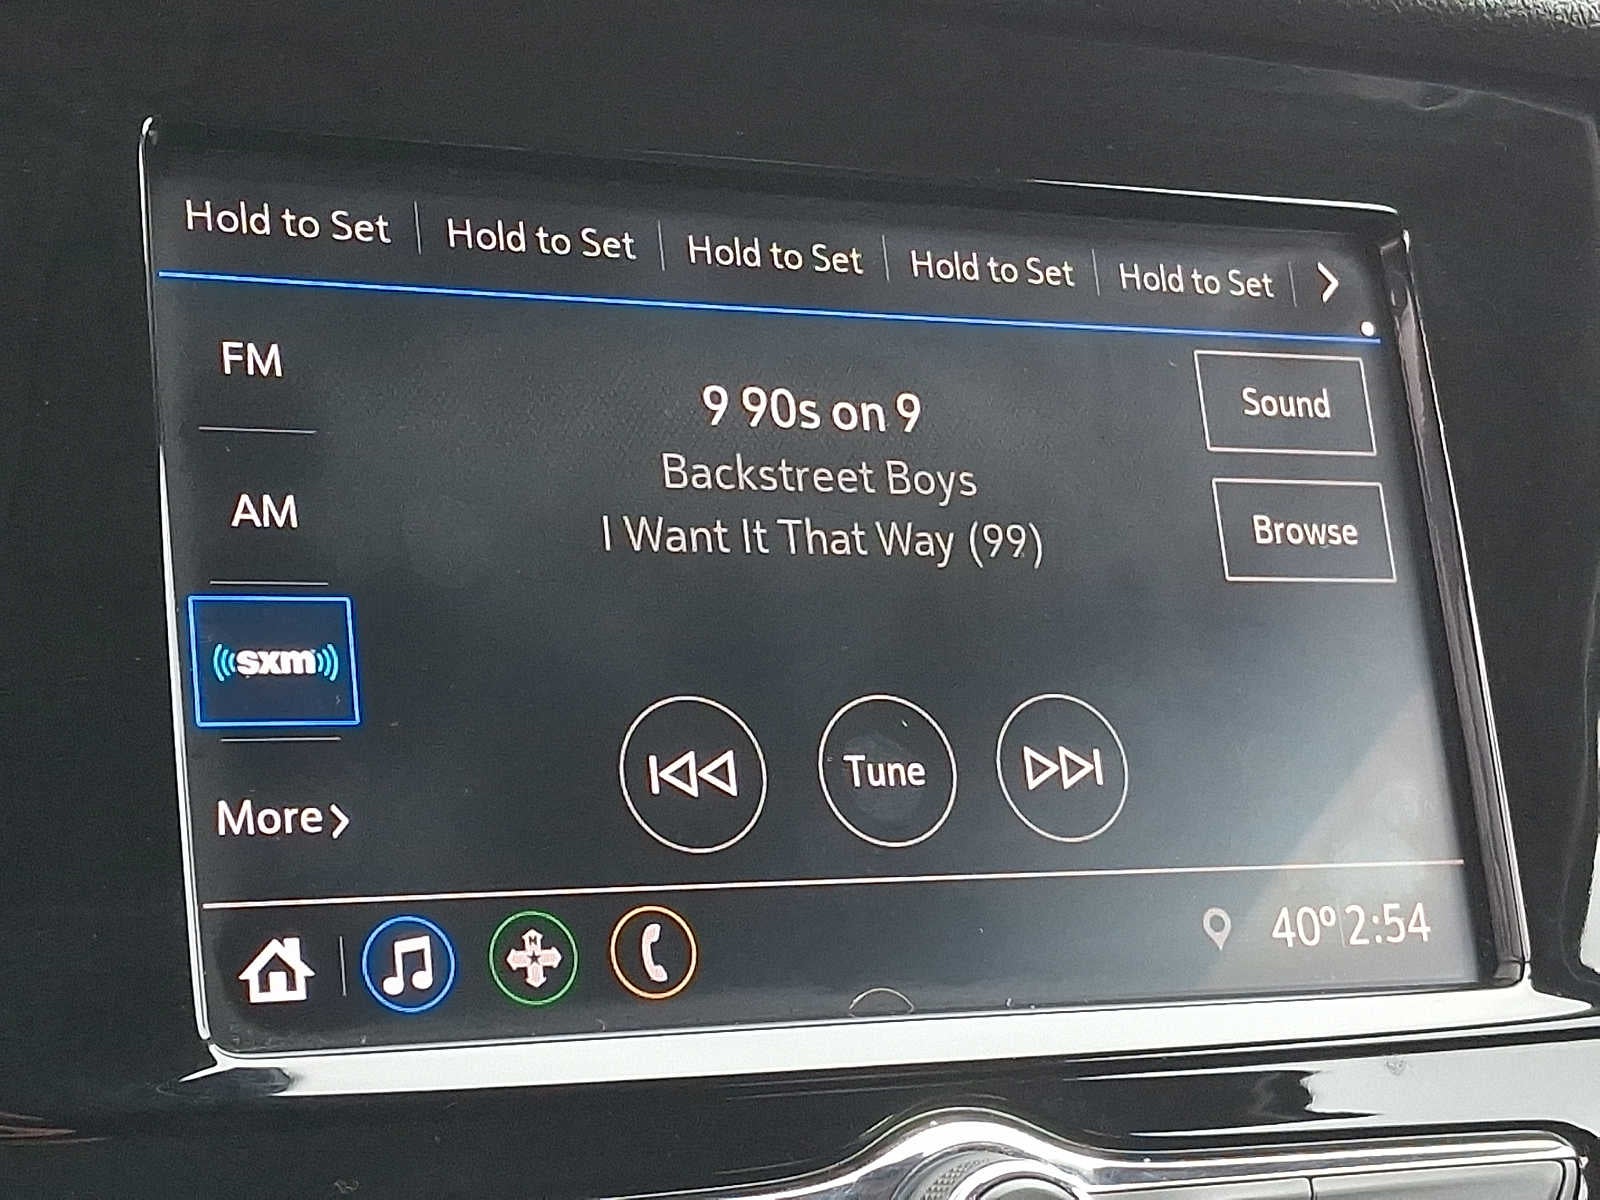 Hold to Set Hold to Set Hold to Set Hold to Set Hold to Set
FM
Sound
9 90s on 9
Backstreet Boys
AM
I Want It That Way (99)
Browse
sxm
Tune
More
N
40° 2:54